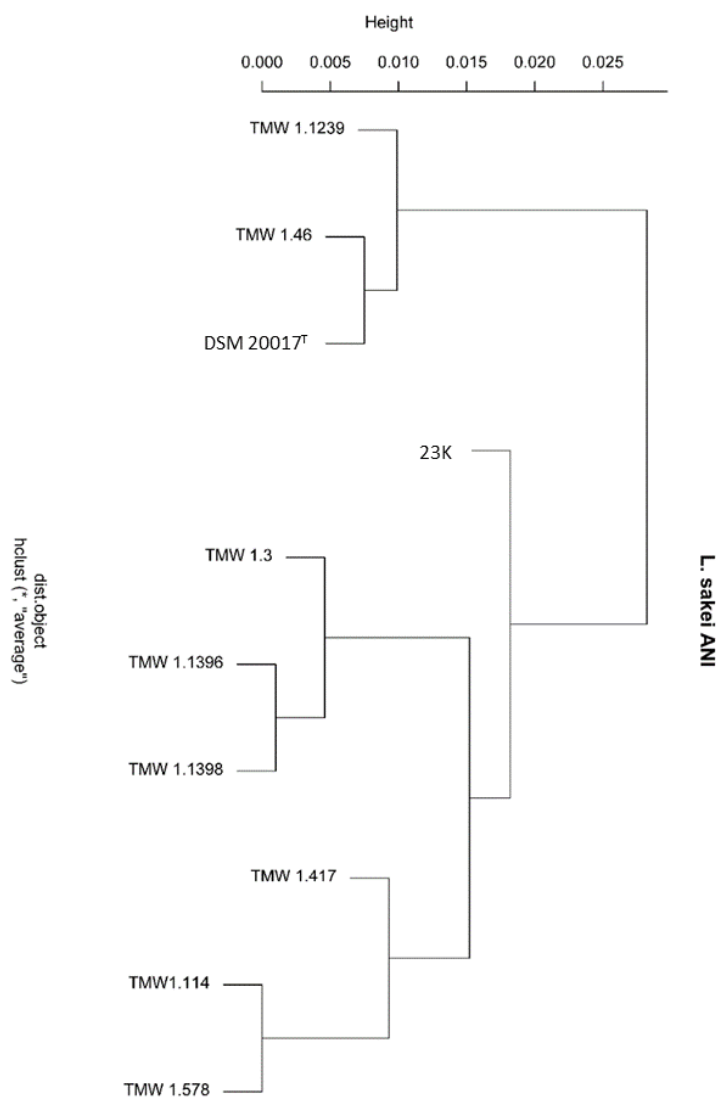 Height
0.000 0.005 0.010 0.015 0.020 0.025
TMW 1.1239
TMW 1.46
DSM 20017ᵀ
23K
TMW 1.3
TMW 1.1396
TMW 1.1398
TMW 1.417
TMW1.114
TMW 1.578
dist.object
hclust (*, "average")
L. sakei ANI